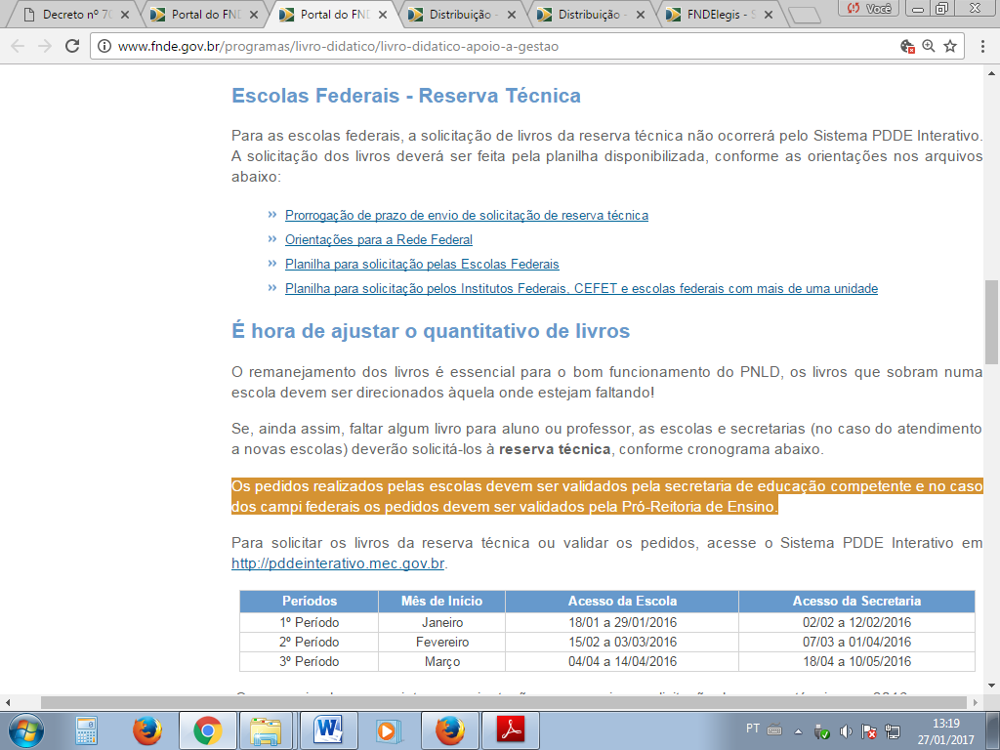 Decreto nº 70
Portal do FND
Portal do FND
Distribuição -
Distribuição -
FNDElegis - S
Você
www.fnde.gov.br/programas/livro-didatico/livro-didatico-apoio-a-gestao
Escolas Federais - Reserva Técnica
Para as escolas federais, a solicitação de livros da reserva técnica não ocorrerá pelo Sistema PDDE Interativo.
A solicitação dos livros deverá ser feita pela planilha disponibilizada, conforme as orientações nos arquivos
abaixo:
Prorrogação de prazo de envio de solicitação de reserva técnica
Orientações para a Rede Federal
Planilha para solicitação pelas Escolas Federais
Planilha para solicitação pelos Institutos Federais, CEFET e escolas federais com mais de uma unidade
É hora de ajustar o quantitativo de livros
O remanejamento dos livros é essencial para o bom funcionamento do PNLD, os livros que sobram numa
escola devem ser direcionados àquela onde estejam faltando!
Se, ainda assim, faltar algum livro para aluno ou professor, as escolas e secretarias (no caso do atendimento
a novas escolas) deverão solicitá-los à reserva técnica, conforme cronograma abaixo.
Os pedidos realizados pelas escolas devem ser validados pela secretaria de educação competente e no caso
dos campi federais os pedidos devem ser validados pela Pró-Reitoria de Ensino.
Para solicitar os livros da reserva técnica ou validar os pedidos, acesse o Sistema PDDE Interativo em
http://pddeinterativo.mec.gov.br.
Períodos Mês de Início Acesso da Escola Acesso da Secretaria
1º Período Janeiro 18/01 a 29/01/2016 02/02 a 12/02/2016
2º Período Fevereiro 15/02 a 03/03/2016 07/03 a 01/04/2016
3º Período Março 04/04 a 14/04/2016 18/04 a 10/05/2016
PT
13:19
27/01/2017